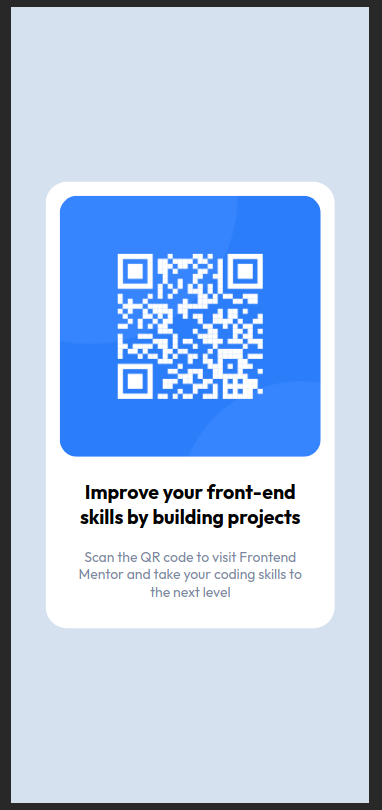 Improve your front-end
skills by building projects
Scan the QR code to visit Frontend
Mentor and take your coding skills to
the next level